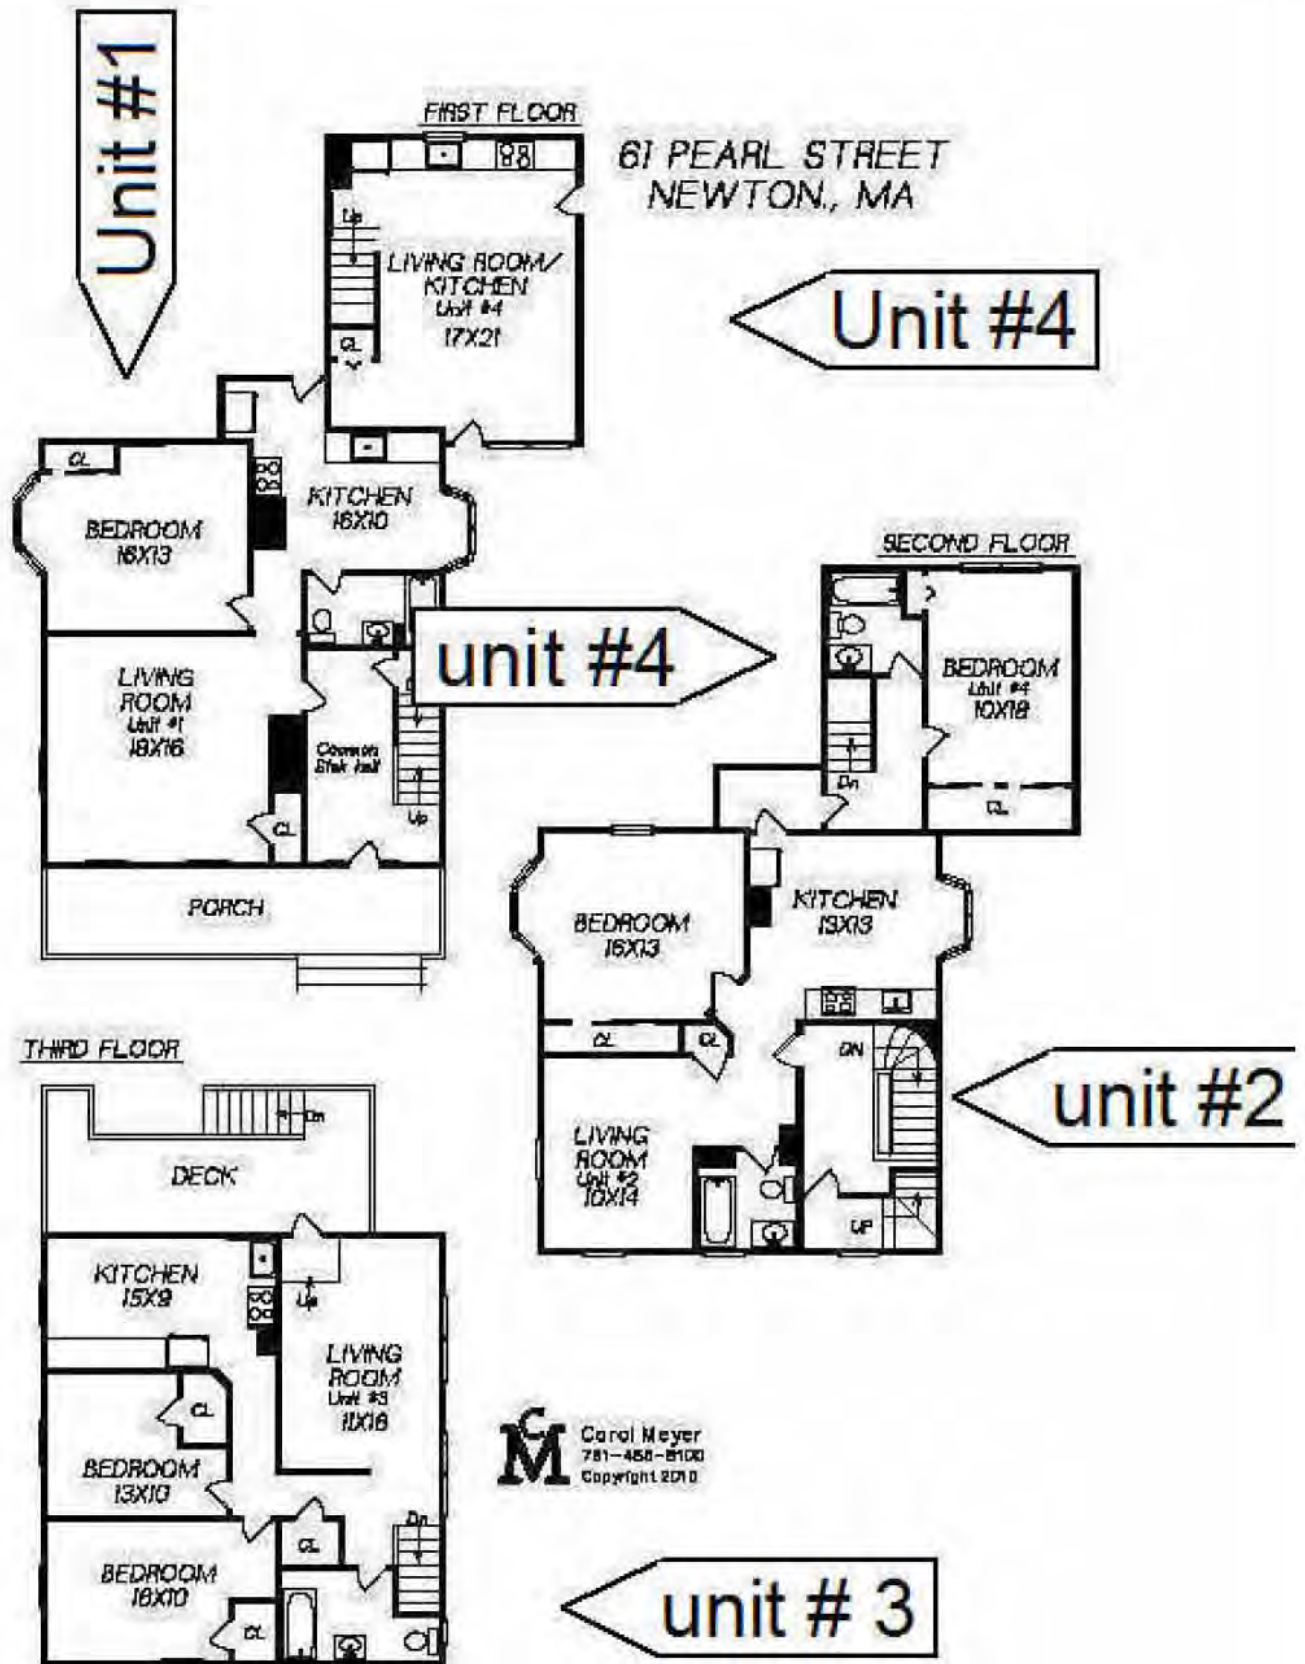 Unit #1
FIRST FLOOR
61 PEARL STREET
NEWTON., MA
Up
LIVING ROOM/
KITCHEN
Unit #4
17X21
CL
Unit #4
CL
BEDROOM
16X13
KITCHEN
16X10
LIVING
ROOM
Unit #1
18X16
Common
CL
Up
PORCH
unit #4
SECOND FLOOR
BEDROOM
Unit #4
10X18
Dn
CL
BEDROOM
16X13
KITCHEN
13X13
CL
CL
DN
LIVING
ROOM
Unit #2
10X14
UP
unit #2
THIRD FLOOR
Dn
DECK
KITCHEN
15X9
Up
LIVING
ROOM
Unit #3
11X16
CL
BEDROOM
13X10
Dn
CL
BEDROOM
16X10
CL
CM
Carol Meyer
Copyright 2010
unit # 3